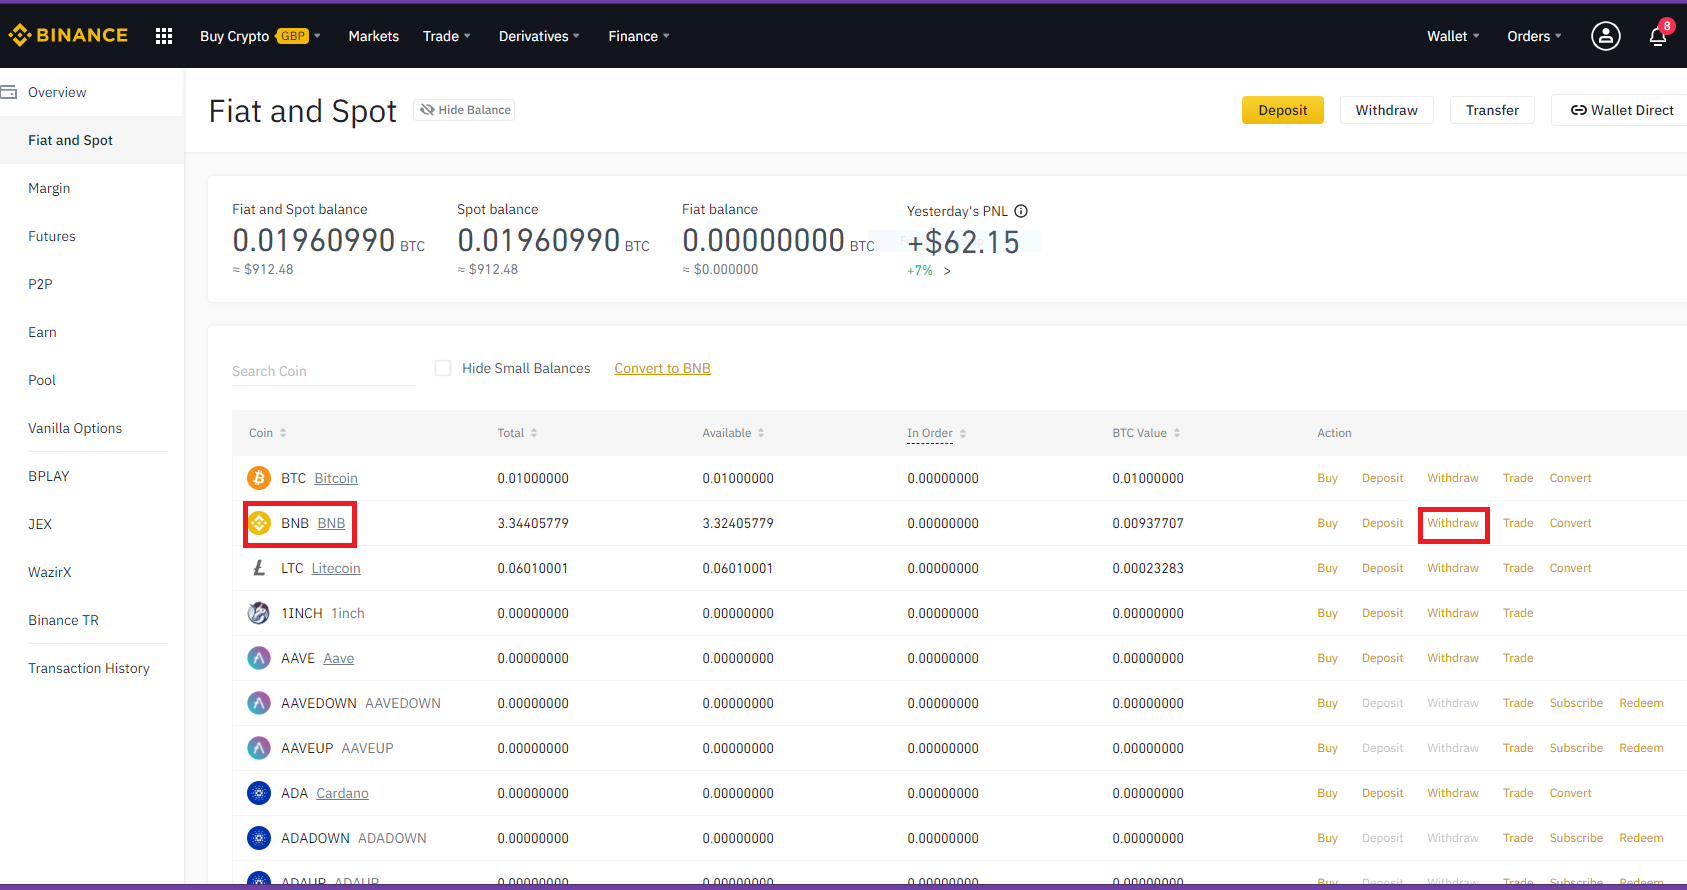 BINANCE Buy Crypto GBP Markets Trade Derivatives Finance Wallet Orders 8
Overview
Fiat and Spot
Margin
Futures
P2P
Earn
Pool
Vanilla Options
BPLAY
JEX
WazirX
Binance TR
Transaction History
Fiat and Spot Hide Balance Deposit Withdraw Transfer Wallet Direct
Fiat and Spot balance Spot balance Fiat balance Yesterday's PNL
0.01960990 BTC 0.01960990 BTC 0.00000000 BTC +$62.15
≈ $912.48 ≈ $912.48 ≈ $0.000000 +7% >
Search Coin Hide Small Balances Convert to BNB
Coin Total Available In Order BTC Value Action
BTC Bitcoin 0.01000000 0.01000000 0.00000000 0.01000000 Buy Deposit Withdraw Trade Convert
BNB BNB 3.34405779 3.32405779 0.00000000 0.00937707 Buy Deposit Withdraw Trade Convert
LTC Litecoin 0.06010001 0.06010001 0.00000000 0.00023283 Buy Deposit Withdraw Trade Convert
1INCH 1inch 0.00000000 0.00000000 0.00000000 0.00000000 Buy Deposit Withdraw Trade
AAVE Aave 0.00000000 0.00000000 0.00000000 0.00000000 Buy Deposit Withdraw Trade
AAVEDOWN AAVEDOWN 0.00000000 0.00000000 0.00000000 0.00000000 Buy Deposit Withdraw Trade Subscribe Redeem
AAVEUP AAVEUP 0.00000000 0.00000000 0.00000000 0.00000000 Buy Deposit Withdraw Trade Subscribe Redeem
ADA Cardano 0.00000000 0.00000000 0.00000000 0.00000000 Buy Deposit Withdraw Trade Convert
ADADOWN ADADOWN 0.00000000 0.00000000 0.00000000 0.00000000 Buy Deposit Withdraw Trade Subscribe Redeem
ADAUP ADAUP 0.00000000 0.00000000 0.00000000 0.00000000 Buy Deposit Withdraw Trade Subscribe Redeem